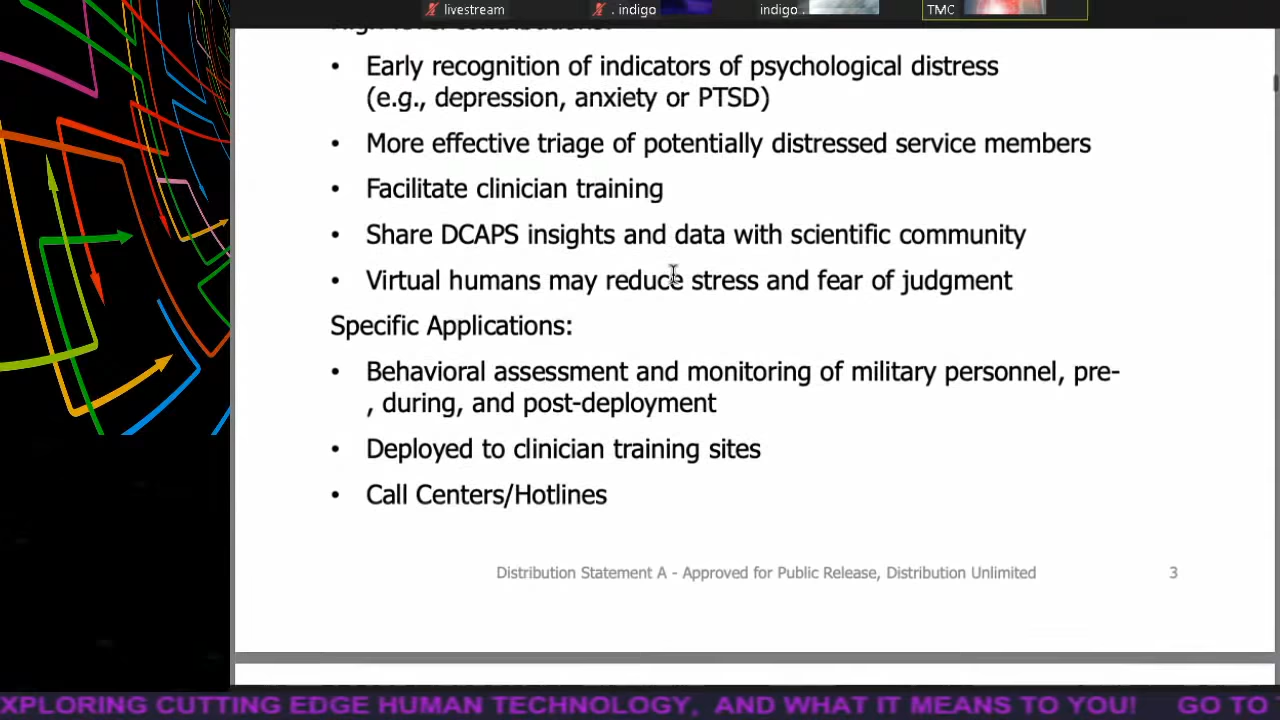 livestream
. indigo
indigo .
TMC
• Early recognition of indicators of psychological distress
(e.g., depression, anxiety or PTSD)
• More effective triage of potentially distressed service members
• Facilitate clinician training
• Share DCAPS insights and data with scientific community
• Virtual humans may reduce stress and fear of judgment
Specific Applications:
• Behavioral assessment and monitoring of military personnel, pre-
, during, and post-deployment
• Deployed to clinician training sites
• Call Centers/Hotlines
Distribution Statement A - Approved for Public Release, Distribution Unlimited
3
XPLORING CUTTING EDGE HUMAN TECHNOLOGY, AND WHAT IT MEANS TO YOU! GO TO